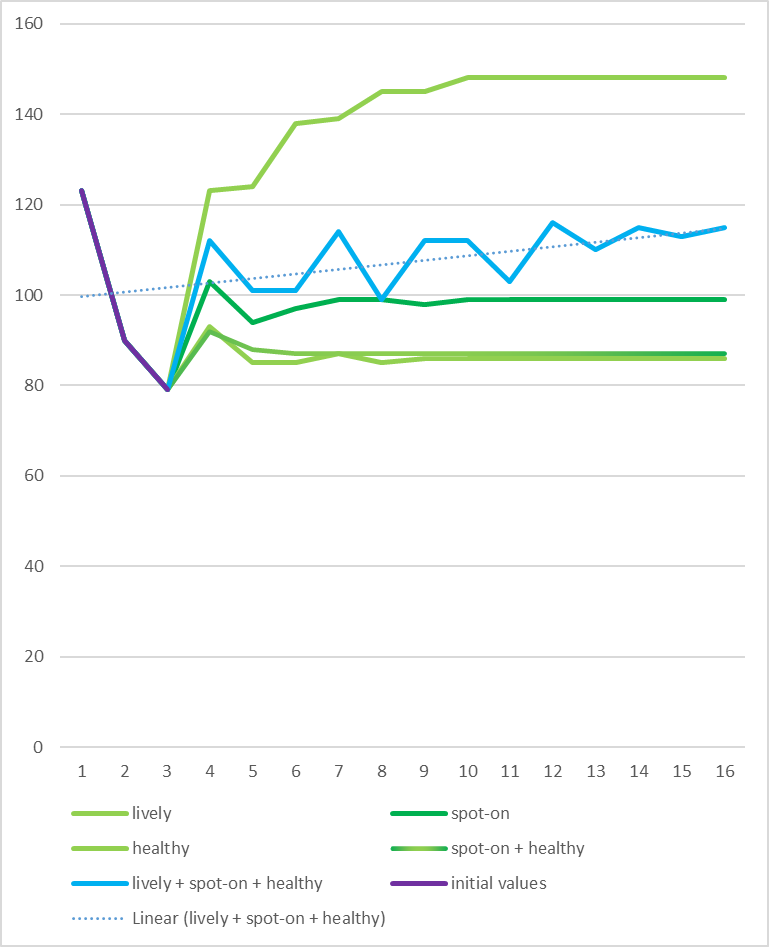 160
140
120
100
80
60
40
20
0
1 2 3 4 5 6 7 8 9 10 11 12 13 14 15 16
lively spot-on
healthy spot-on + healthy
lively + spot-on + healthy initial values
Linear (lively + spot-on + healthy)